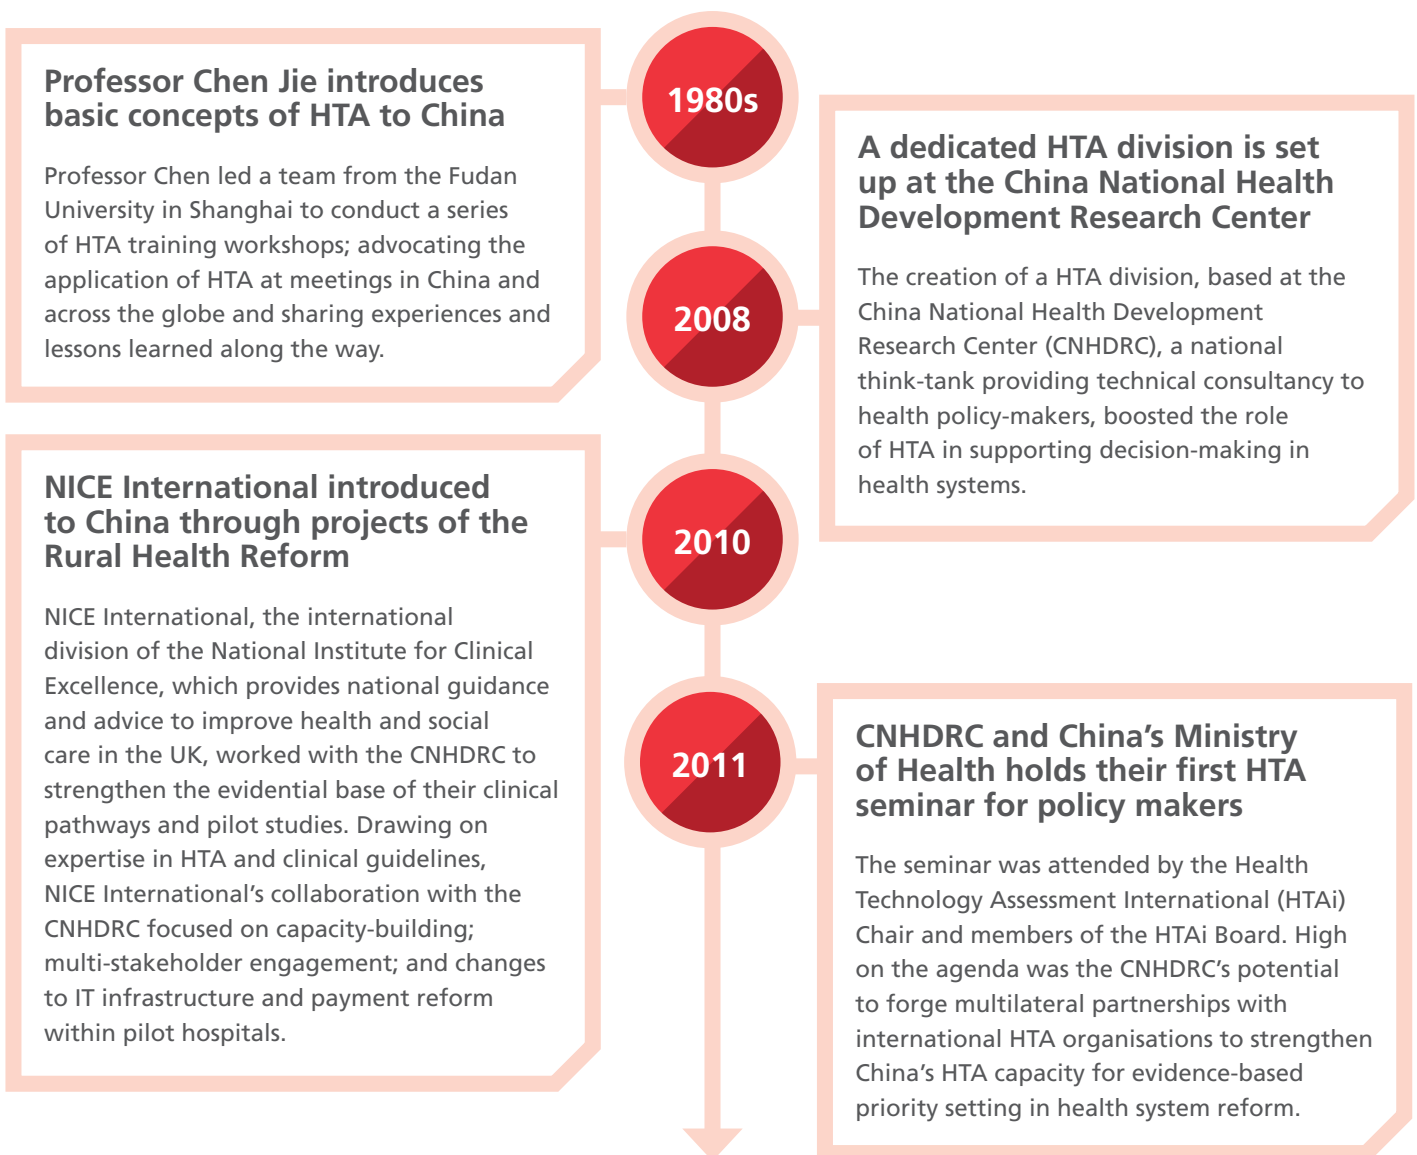 1980s
Professor Chen Jie introduces
basic concepts of HTA to China
Professor Chen led a team from the Fudan
University in Shanghai to conduct a series
of HTA training workshops; advocating the
application of HTA at meetings in China and
across the globe and sharing experiences and
lessons learned along the way.
2008
A dedicated HTA division is set
up at the China National Health
Development Research Center
The creation of a HTA division, based at the
China National Health Development
Research Center (CNHDRC), a national
think-tank providing technical consultancy to
health policy-makers, boosted the role
of HTA in supporting decision-making in
health systems.
2010
NICE International introduced
to China through projects of the
Rural Health Reform
NICE International, the international
division of the National Institute for Clinical
Excellence, which provides national guidance
and advice to improve health and social
care in the UK, worked with the CNHDRC to
strengthen the evidential base of their clinical
pathways and pilot studies. Drawing on
expertise in HTA and clinical guidelines,
NICE International's collaboration with the
CNHDRC focused on capacity-building;
multi-stakeholder engagement; and changes
to IT infrastructure and payment reform
within pilot hospitals.
2011
CNHDRC and China's Ministry
of Health holds their first HTA
seminar for policy makers
The seminar was attended by the Health
Technology Assessment International (HTAi)
Chair and members of the HTAi Board. High
on the agenda was the CNHDRC's potential
to forge multilateral partnerships with
international HTA organisations to strengthen
China's HTA capacity for evidence-based
priority setting in health system reform.